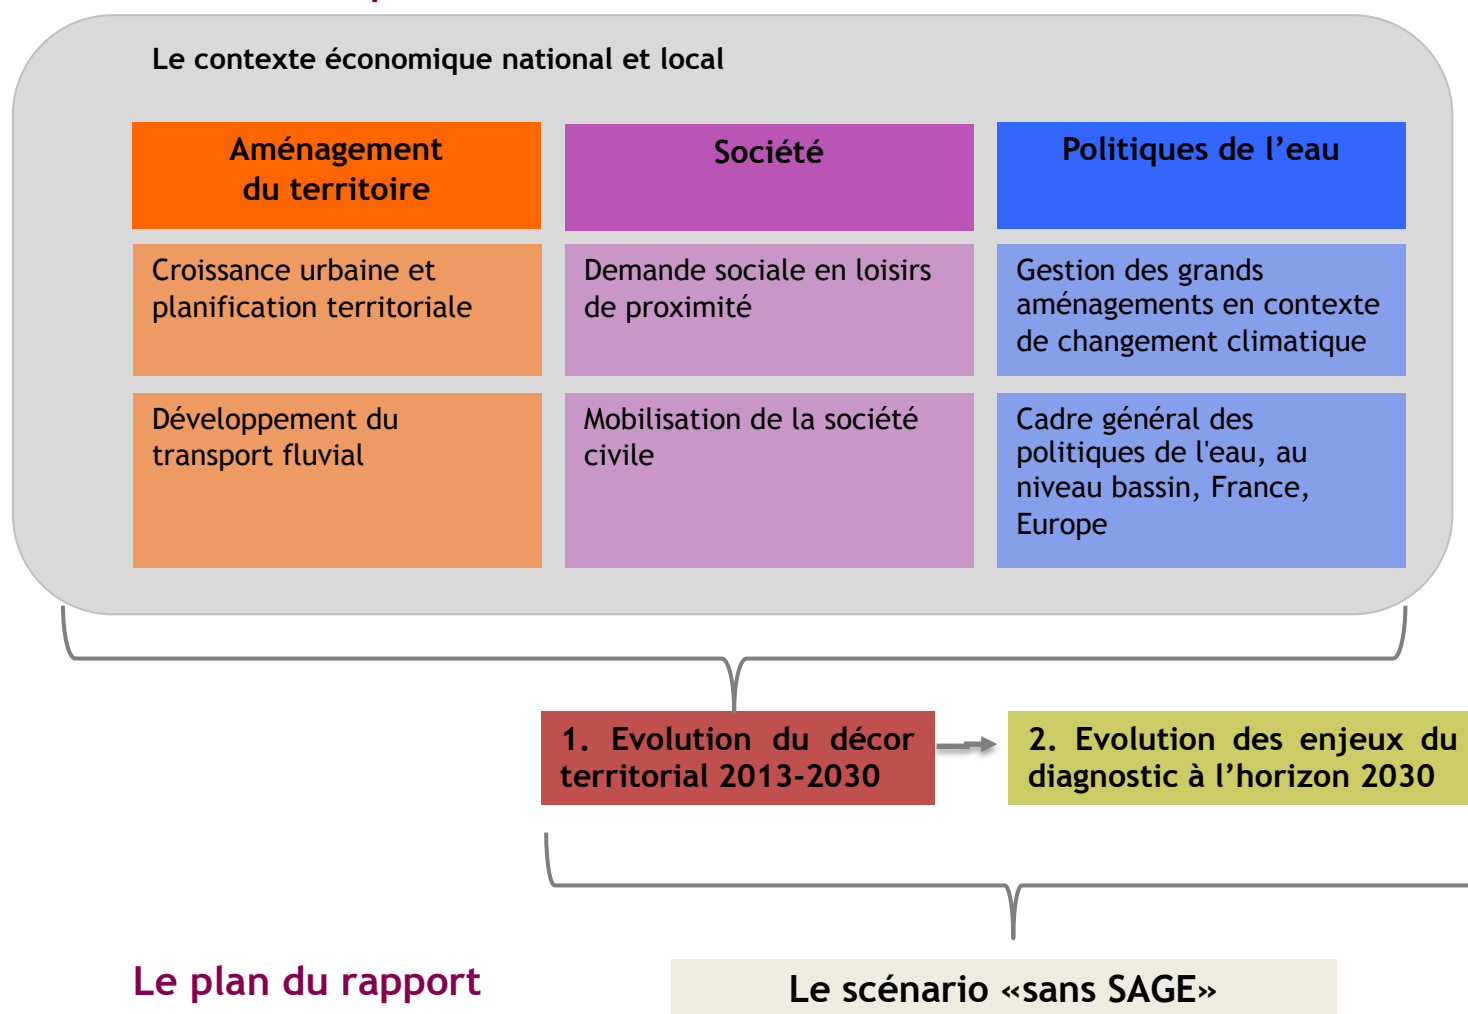 Le contexte économique national et local
Aménagement
du territoire
Société
Politiques de l’eau
Croissance urbaine et
planification territoriale
Demande sociale en loisirs
de proximité
Gestion des grands
aménagements en contexte
de changement climatique
Développement du
transport fluvial
Mobilisation de la société
civile
Cadre général des
politiques de l'eau, au
niveau bassin, France,
Europe
1. Evolution du décor
territorial 2013-2030
2. Evolution des enjeux du
diagnostic à l’horizon 2030
Le plan du rapport
Le scénario «sans SAGE»